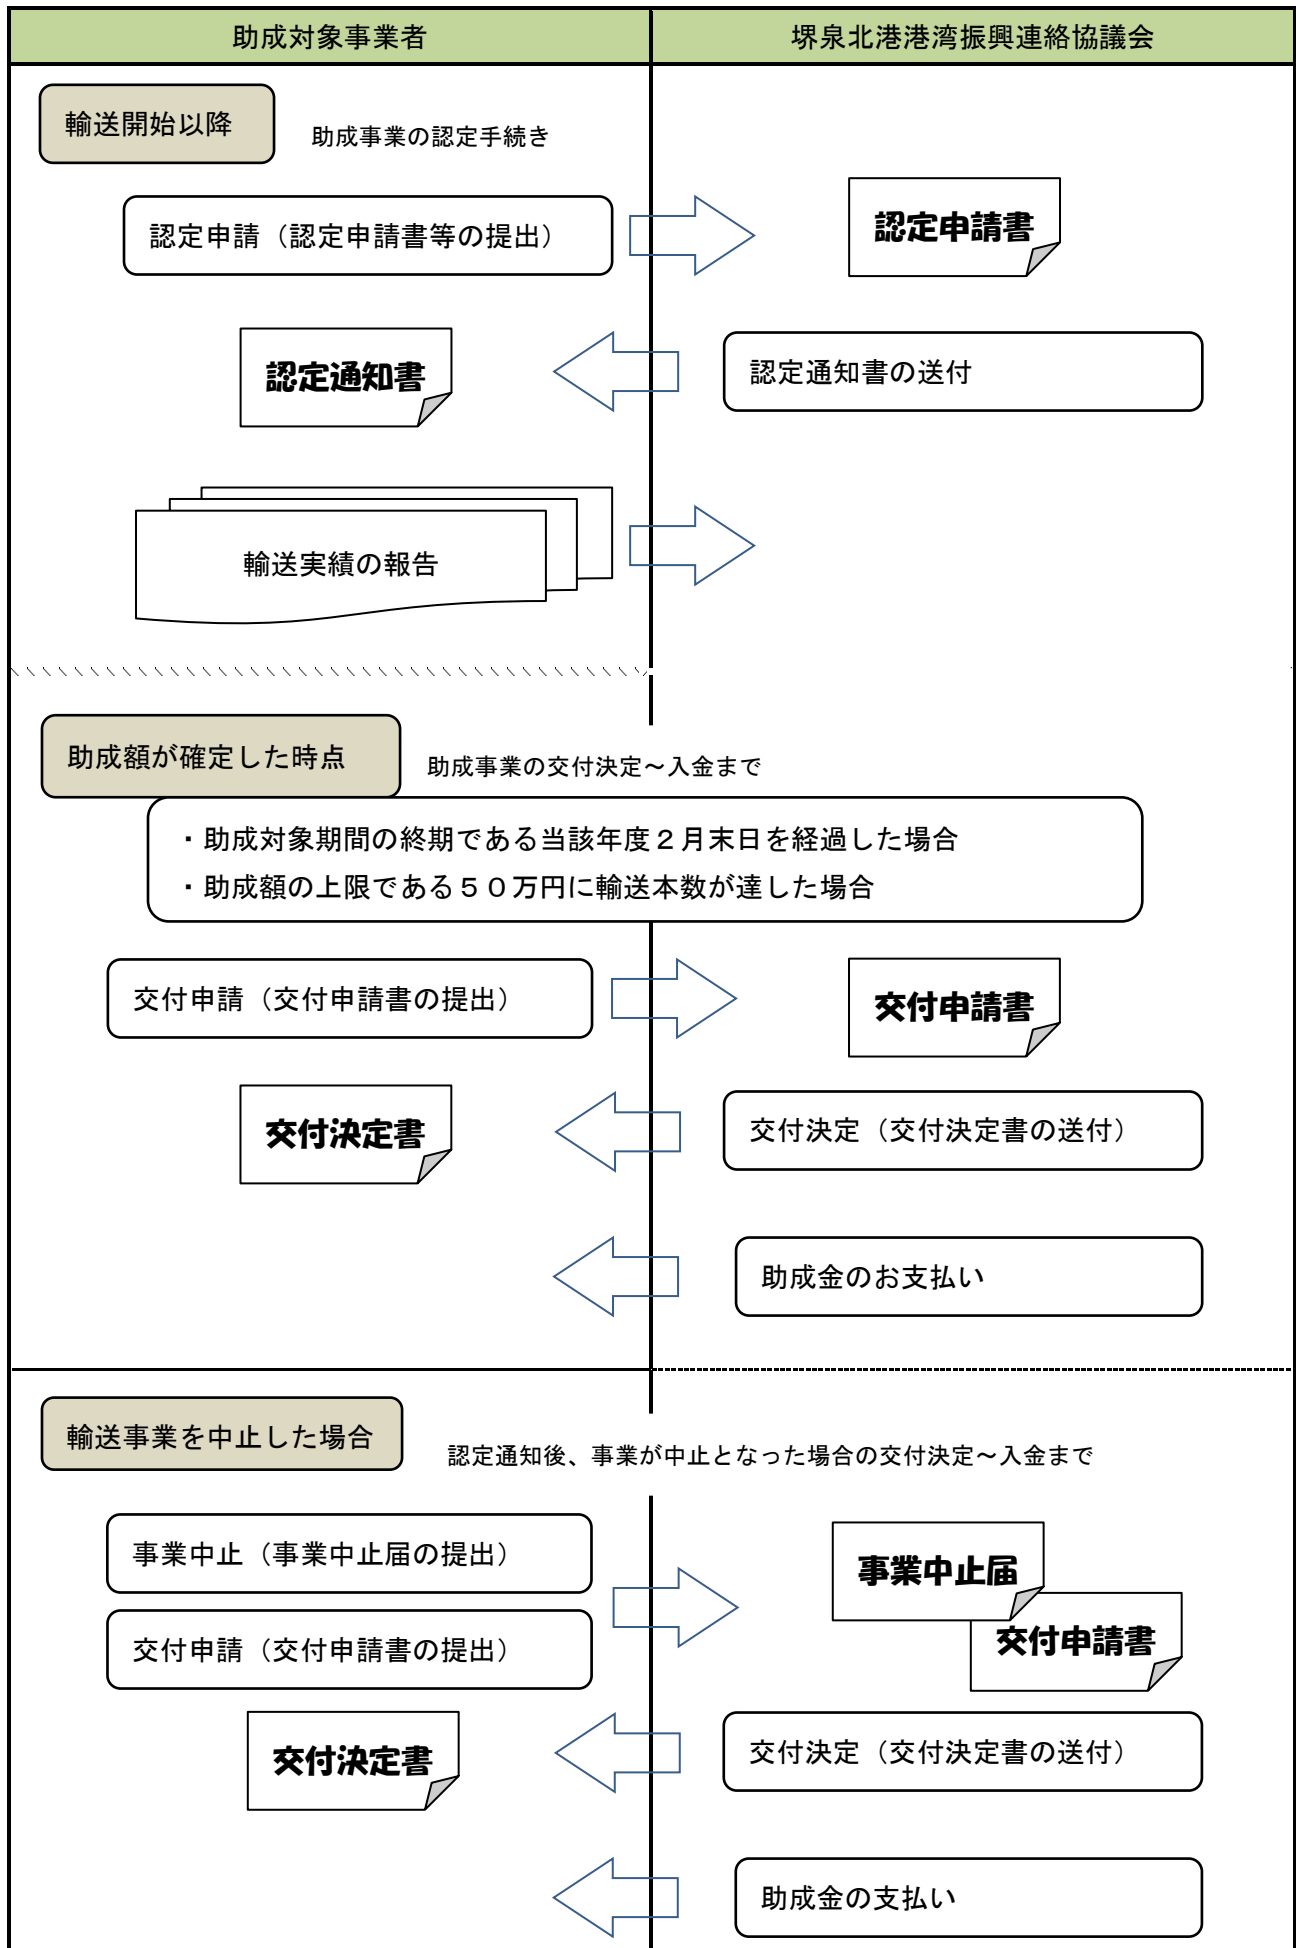 助成対象事業者
堺泉北港港湾振興連絡協議会
輸送開始以降
助成事業の認定手続き
認定申請（認定申請書等の提出）
認定申請書
認定通知書
認定通知書の送付
輸送実績の報告
助成額が確定した時点
助成事業の交付決定～入金まで
・助成対象期間の終期である当該年度２月末日を経過した場合
・助成額の上限である５０万円に輸送本数が達した場合
交付申請（交付申請書の提出）
交付申請書
交付決定書
交付決定（交付決定書の送付）
助成金のお支払い
輸送事業を中止した場合
認定通知後、事業が中止となった場合の交付決定～入金まで
事業中止（事業中止届の提出）
事業中止届
交付申請（交付申請書の提出）
交付申請書
交付決定書
交付決定（交付決定書の送付）
助成金の支払い